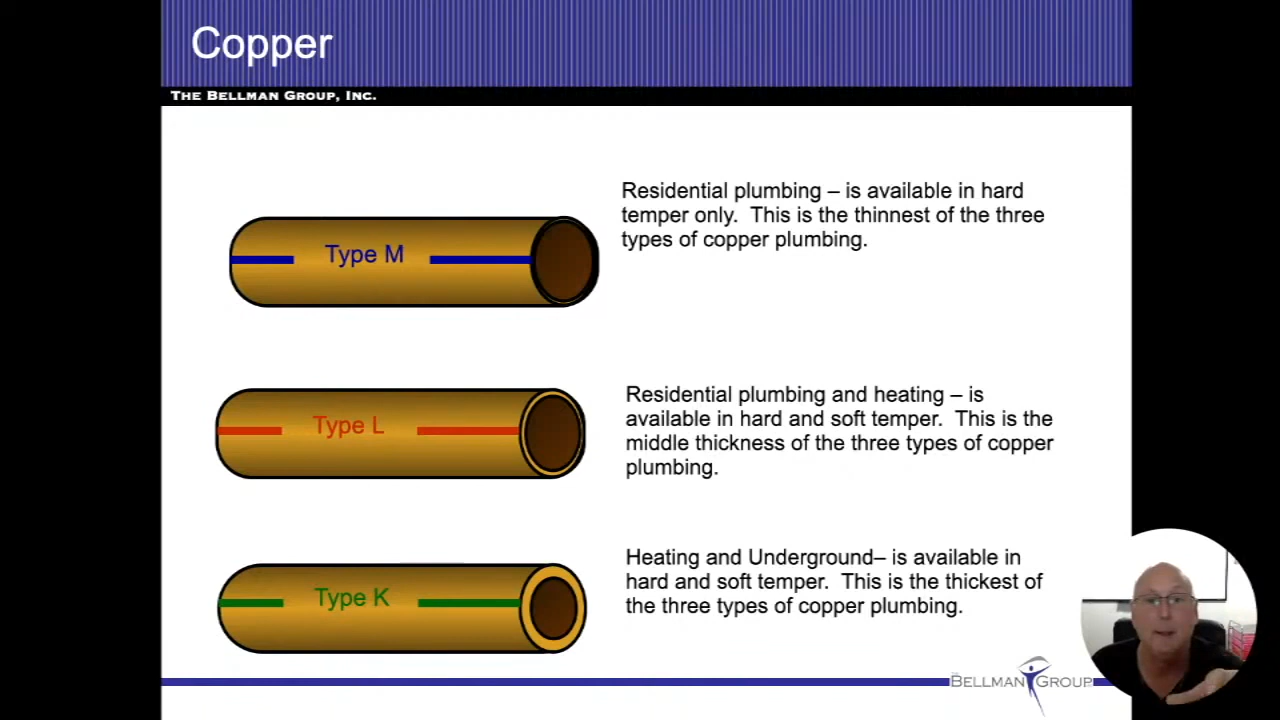 Copper
THE BELLMAN GROUP, INC.
Residential plumbing – is available in hard
temper only. This is the thinnest of the three
types of copper plumbing.
Type M
Residential plumbing and heating – is
available in hard and soft temper. This is the
middle thickness of the three types of copper
plumbing.
Type L
Heating and Underground– is available in
hard and soft temper. This is the thickest of
the three types of copper plumbing.
Type K
BELLMAN GROUP